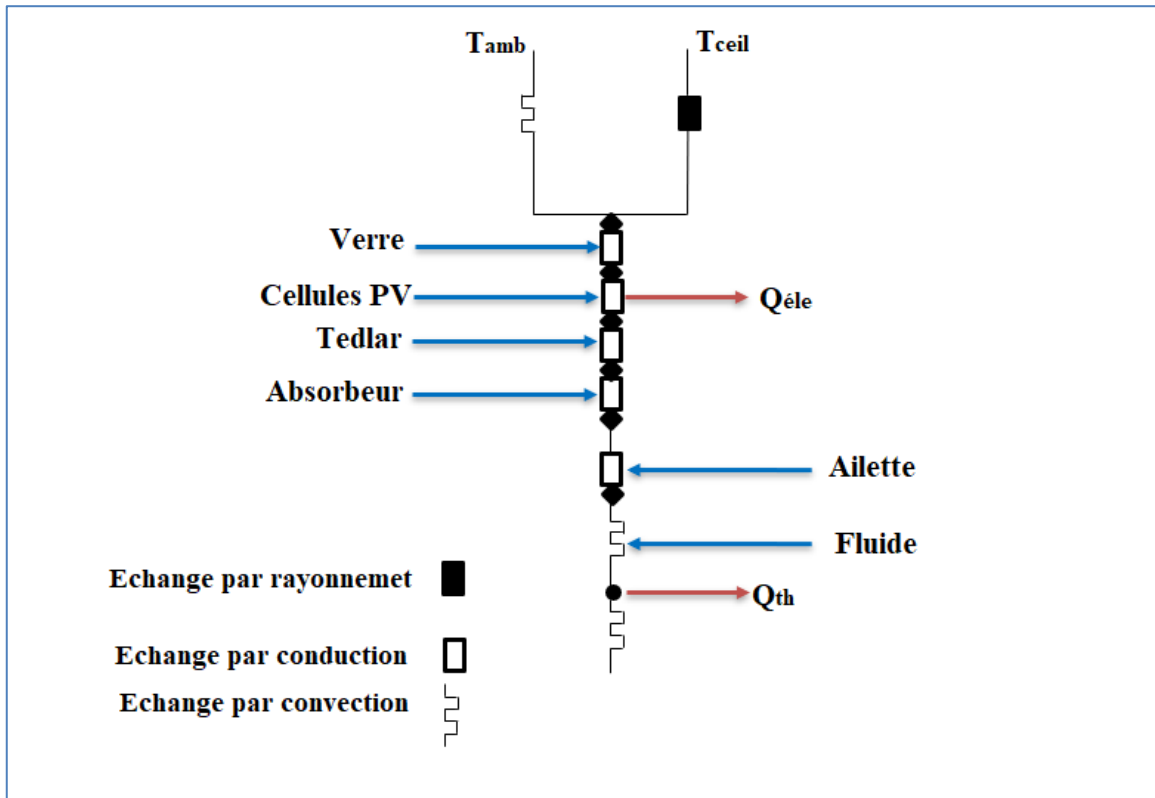 Tamb
Tceil
Verre
Cellules PV
Qéle
Tedlar
Absorbeur
Ailette
Fluide
Echange par rayonnemet
Qth
Echange par conduction
Echange par convection